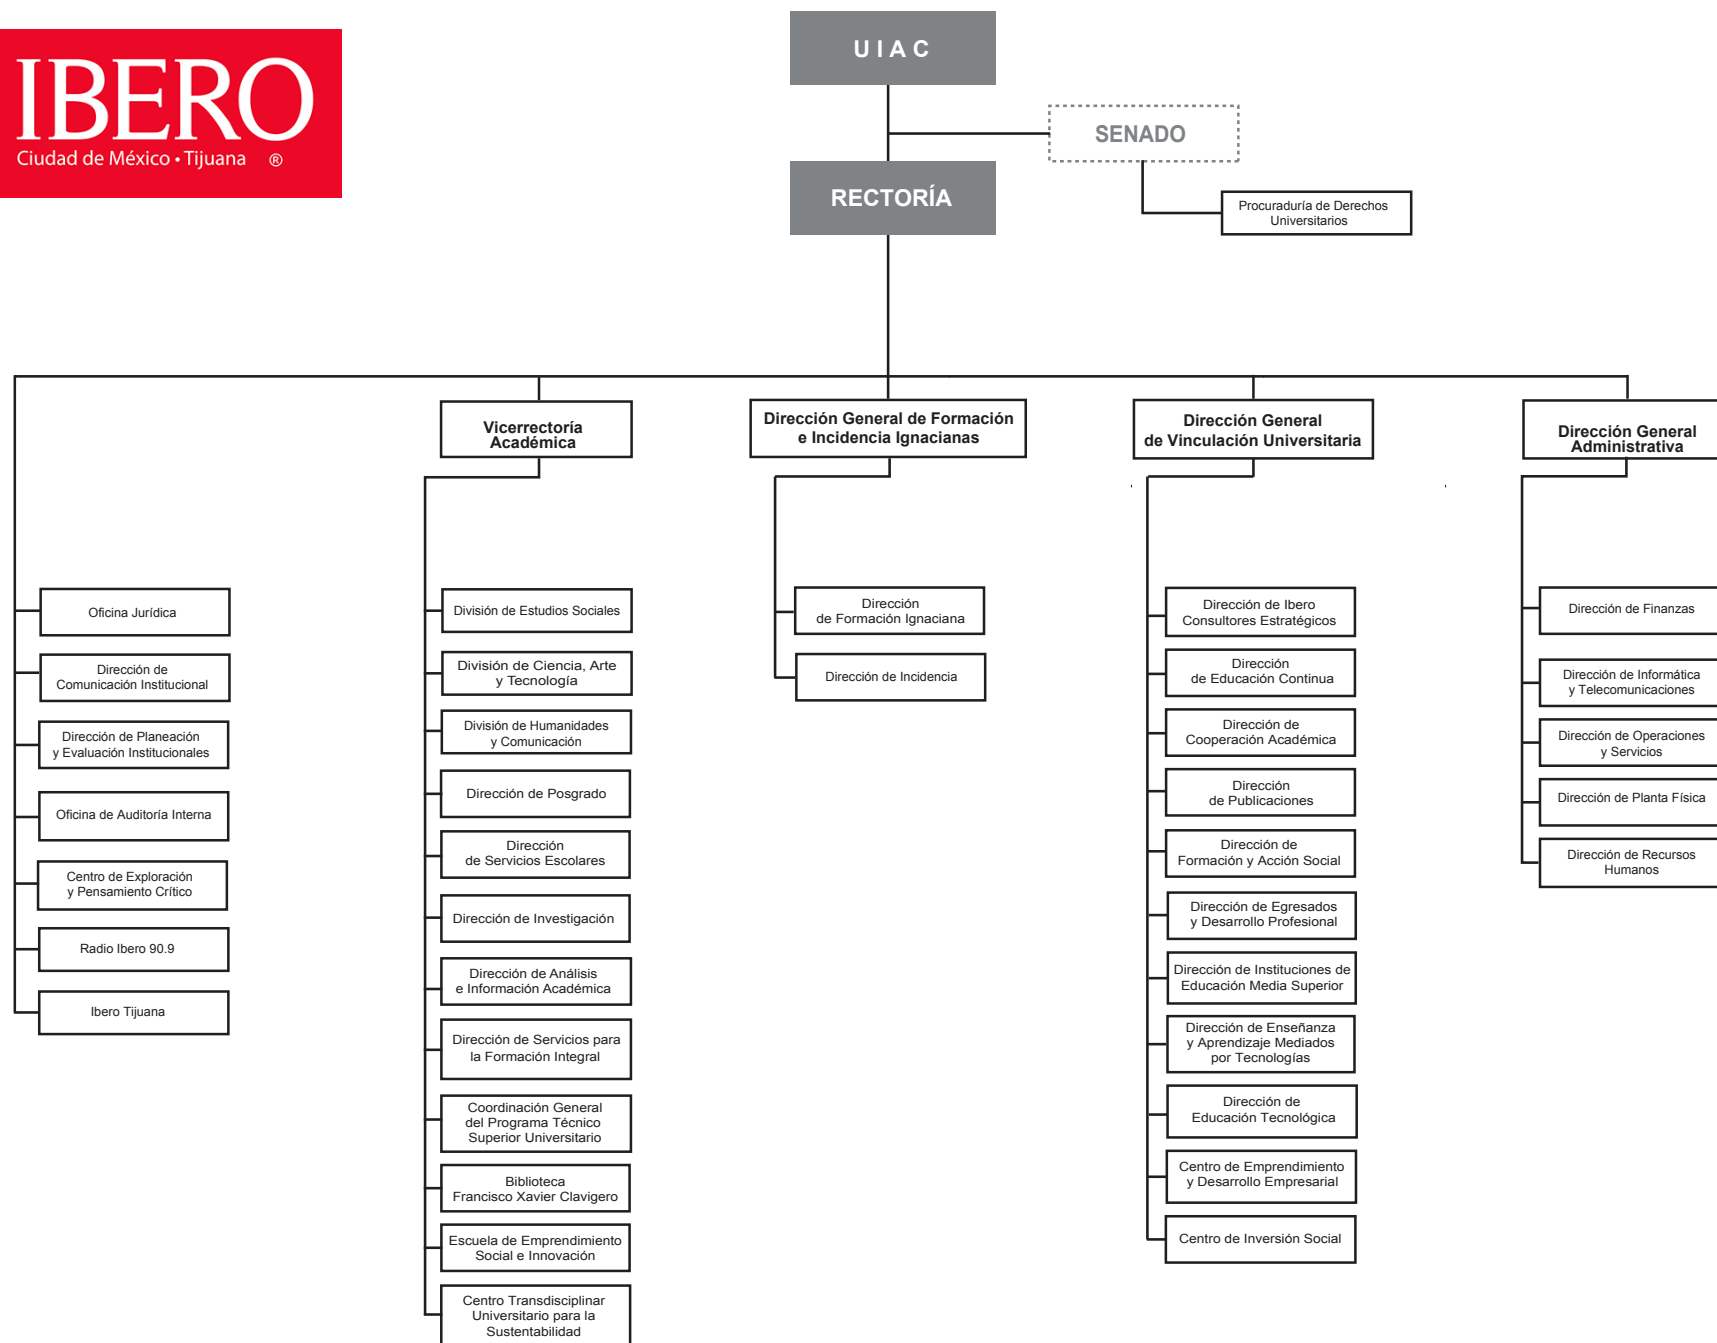 IBERO
Ciudad de México • Tijuana ®
U I A C
SENADO
RECTORÍA
Procuraduría de Derechos
Universitarios
Vicerrectoría
Académica
Dirección General de Formación
e Incidencia Ignacianas
Dirección General
de Vinculación Universitaria
Dirección General
Administrativa
Oficina Jurídica
Dirección de
Comunicación Institucional
Dirección de Planeación
y Evaluación Institucionales
Oficina de Auditoría Interna
Centro de Exploración
y Pensamiento Crítico
Radio Ibero 90.9
Ibero Tijuana
División de Estudios Sociales
División de Ciencia, Arte
y Tecnología
División de Humanidades
y Comunicación
Dirección de Posgrado
Dirección
de Servicios Escolares
Dirección de Investigación
Dirección de Análisis
e Información Académica
Dirección de Servicios para
la Formación Integral
Coordinación General
del Programa Técnico
Superior Universitario
Biblioteca
Francisco Xavier Clavigero
Escuela de Emprendimiento
Social e Innovación
Centro Transdisciplinar
Universitario para la
Sustentabilidad
Dirección
de Formación Ignaciana
Dirección de Incidencia
Dirección de Ibero
Consultores Estratégicos
Dirección
de Educación Continua
Dirección de
Cooperación Académica
Dirección
de Publicaciones
Dirección de
Formación y Acción Social
Dirección de Egresados
y Desarrollo Profesional
Dirección de Instituciones de
Educación Media Superior
Dirección de Enseñanza
y Aprendizaje Mediados
por Tecnologías
Dirección de
Educación Tecnológica
Centro de Emprendimiento
y Desarrollo Empresarial
Centro de Inversión Social
Dirección de Finanzas
Dirección de Informática
y Telecomunicaciones
Dirección de Operaciones
y Servicios
Dirección de Planta Física
Dirección de Recursos
Humanos